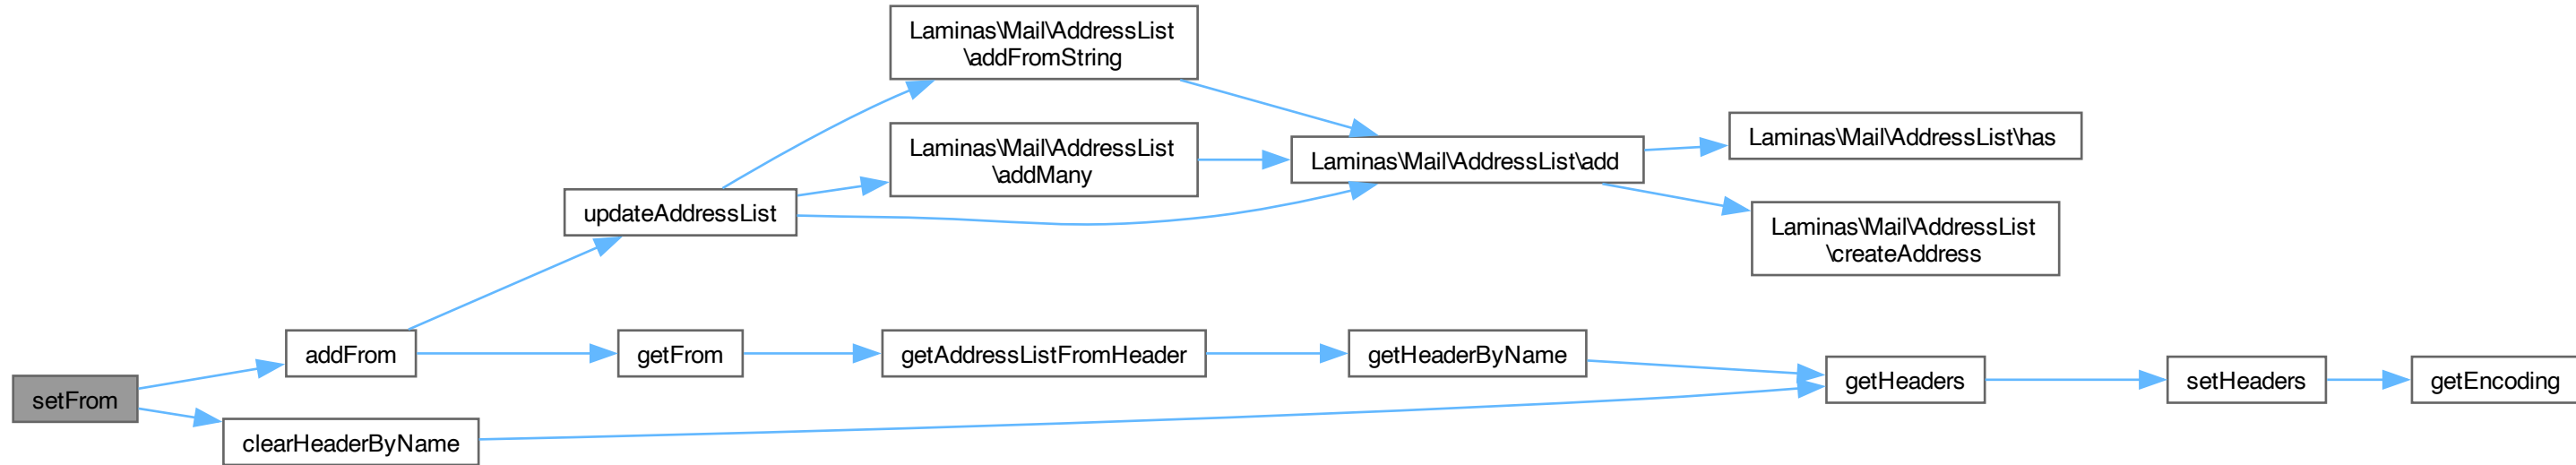 Laminas\Mail\AddressList
\addFromString
Laminas\Mail\AddressList
\addMany
Laminas\Mail\AddressList\add
Laminas\Mail\AddressList\has
updateAddressList
Laminas\Mail\AddressList
\createAddress
addFrom
getFrom
getAddressListFromHeader
getHeaderByName
getHeaders
setHeaders
getEncoding
setFrom
clearHeaderByName